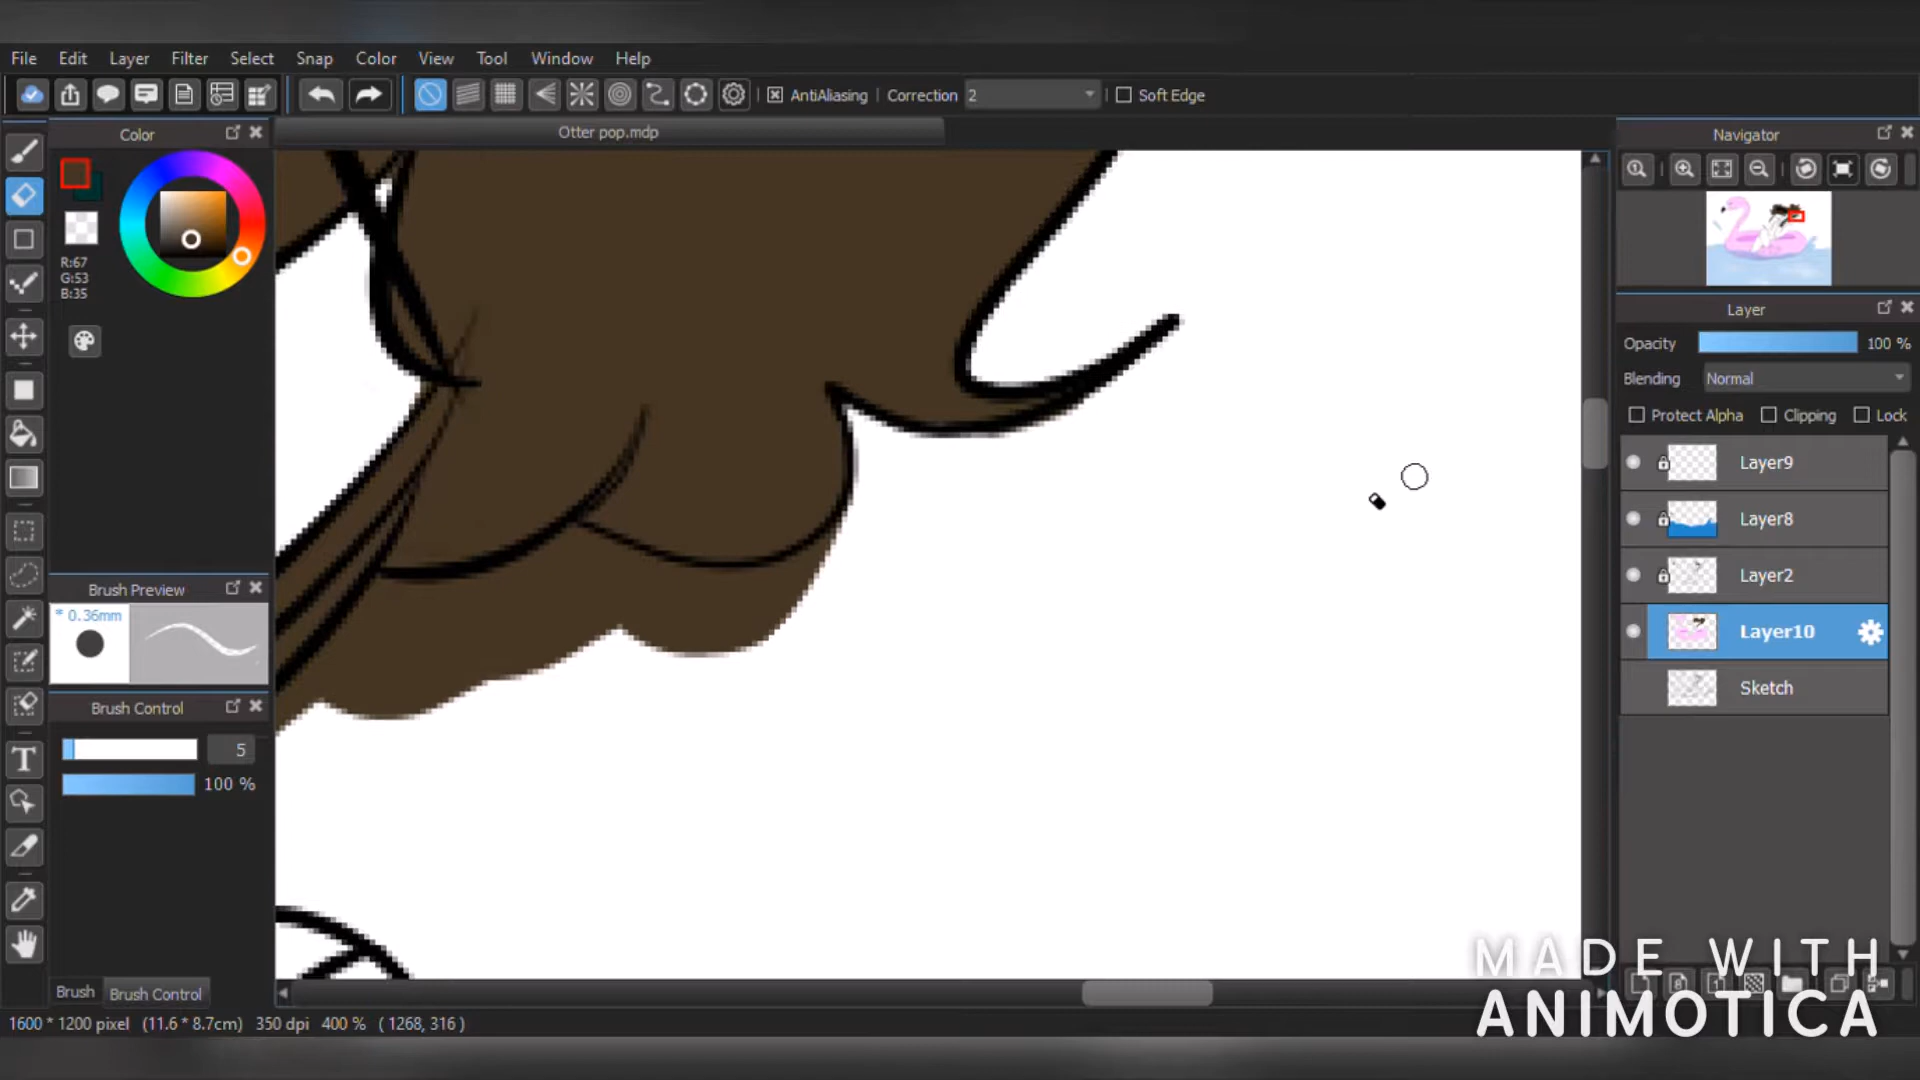 File Edit Layer Filter Select Snap Color View Tool Window Help
AntiAliasing Correction 2 Soft Edge
Color
Otter pop.mdp
Navigator
R:67
G:53
B:35
Layer
Opacity 100 %
Blending Normal
Protect Alpha Clipping Lock
Layer9
Layer8
Layer2
Layer10
Sketch
Brush Preview
* 0.36mm
Brush Control
5
100 %
Brush Brush Control
1600 * 1200 pixel (11.6 * 8.7cm) 350 dpi 400 % ( 1268, 316 )
MADE WITH
ANIMOTICA